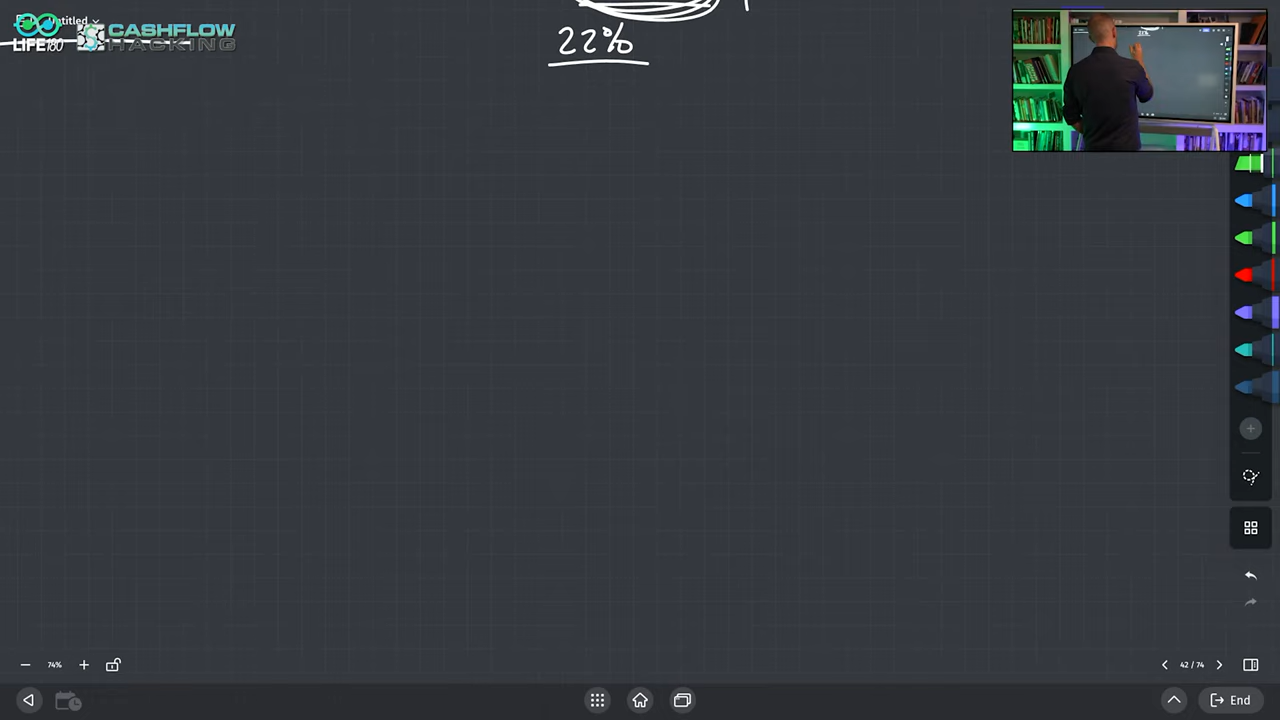 Untitled
LIFE180
CASHFLOW
HACKING
22%
74%
42 / 74
End